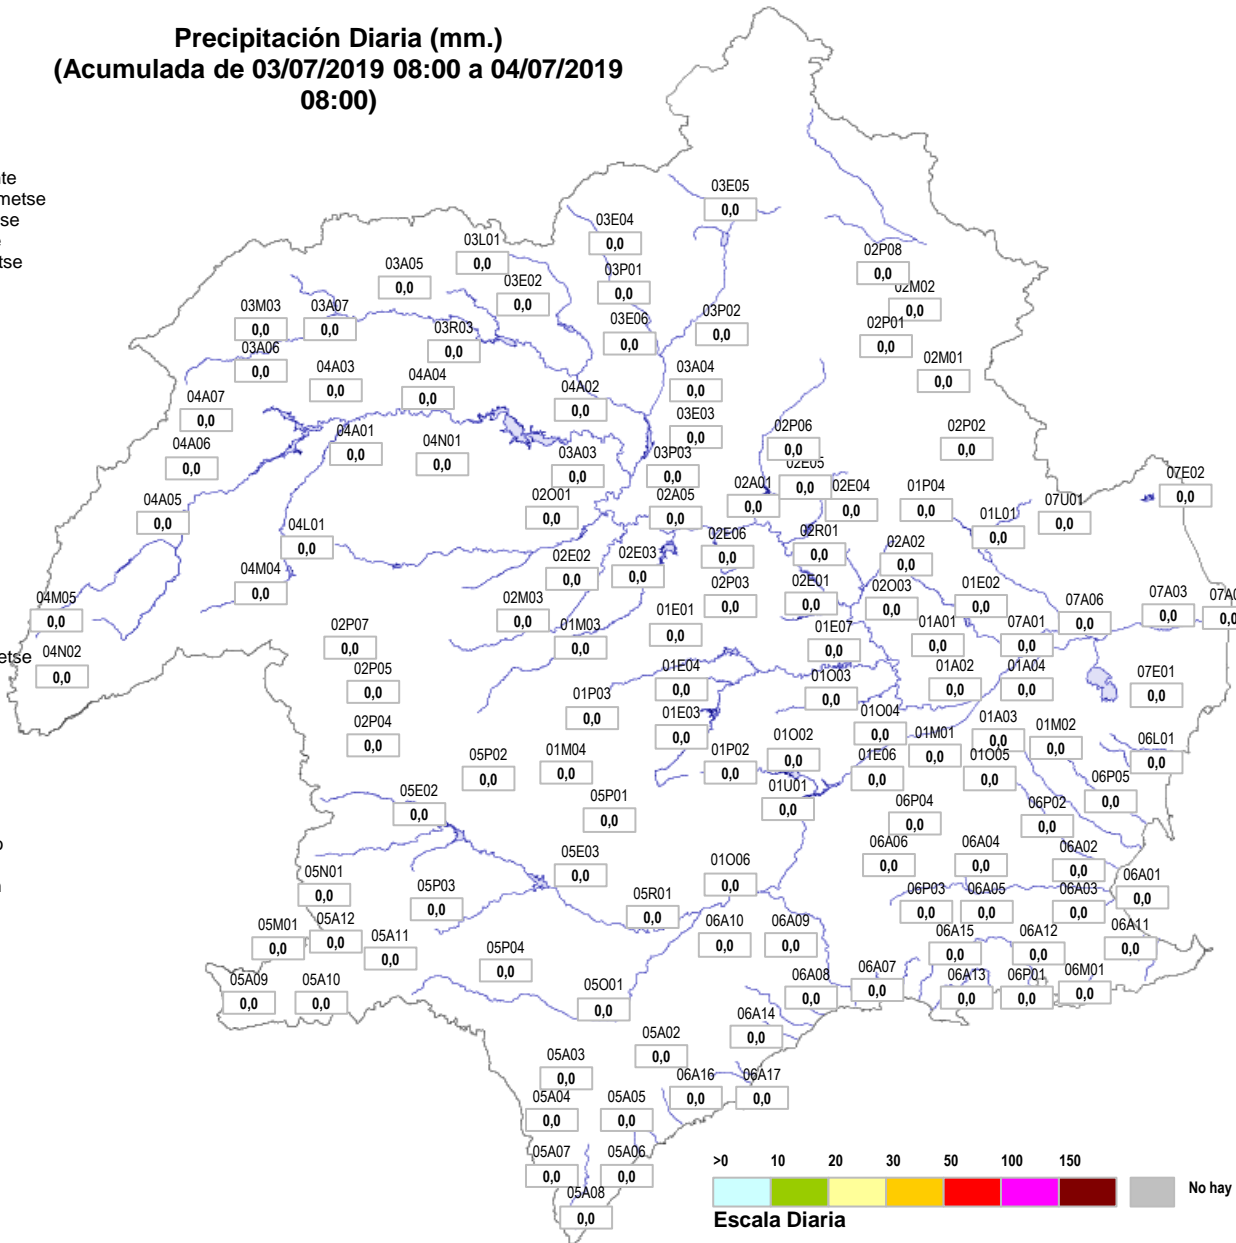 Precipitación Diaria (mm.)
(Acumulada de 03/07/2019 08:00 a 04/07/2019
08:00)
03E05
0,0
03E04
0,0
03L01
0,0
02P08
0,0
03A05
0,0
03P01
0,0
03E02
0,0
02M02
0,0
03M03
0,0
03A07
0,0
03R03
0,0
03E06
0,0
03P02
0,0
02P01
0,0
03A06
0,0
04A03
0,0
04A04
0,0
04A02
0,0
03A04
0,0
02M01
0,0
04A07
0,0
03E03
0,0
04A01
0,0
04N01
0,0
02P06
0,0
02P02
0,0
04A06
0,0
03A03
0,0
03P03
0,0
02E05
0,0
07E02
0,0
04A05
0,0
02O01
0,0
02A05
0,0
02A01
0,0
02E04
0,0
01P04
0,0
01L01
0,0
07U01
0,0
04L01
0,0
02E02
0,0
02E03
0,0
02E06
0,0
02R01
0,0
02A02
0,0
04M04
0,0
04M05
0,0
02M03
0,0
02P03
0,0
02E01
0,0
02O03
0,0
01E02
0,0
07A06
0,0
07A03
0,0
07A0
0,0
02P07
0,0
01M03
0,0
01E01
0,0
01E07
0,0
01A01
0,0
07A01
0,0
etse
04N02
0,0
02P05
0,0
01E04
0,0
01O03
0,0
01A02
0,0
01A04
0,0
07E01
0,0
02P04
0,0
01P03
0,0
01E03
0,0
01O04
0,0
01A03
0,0
01M02
0,0
05P02
0,0
01M04
0,0
01P02
0,0
01O02
0,0
01M01
0,0
01E06
0,0
01O05
0,0
06L01
0,0
05E02
0,0
05P01
0,0
01U01
0,0
06P04
0,0
06P02
0,0
06P05
0,0
05N01
0,0
05P03
0,0
05E03
0,0
01O06
0,0
06A06
0,0
06A04
0,0
06A02
0,0
05R01
0,0
06P03
0,0
06A05
0,0
06A03
0,0
06A01
0,0
05M01
0,0
05A12
0,0
05A11
0,0
05P04
0,0
06A10
0,0
06A09
0,0
06A15
0,0
06A12
0,0
06A11
0,0
05A09
0,0
05A10
0,0
05O01
0,0
06A08
0,0
06A07
0,0
06A13
0,0
06P01
0,0
06M01
0,0
05A03
0,0
05A02
0,0
06A14
0,0
05A04
0,0
05A05
0,0
06A16
0,0
06A17
0,0
05A07
0,0
05A06
0,0
05A08
0,0
>0 10 20 30 50 100 150
No hay
Escala Diaria